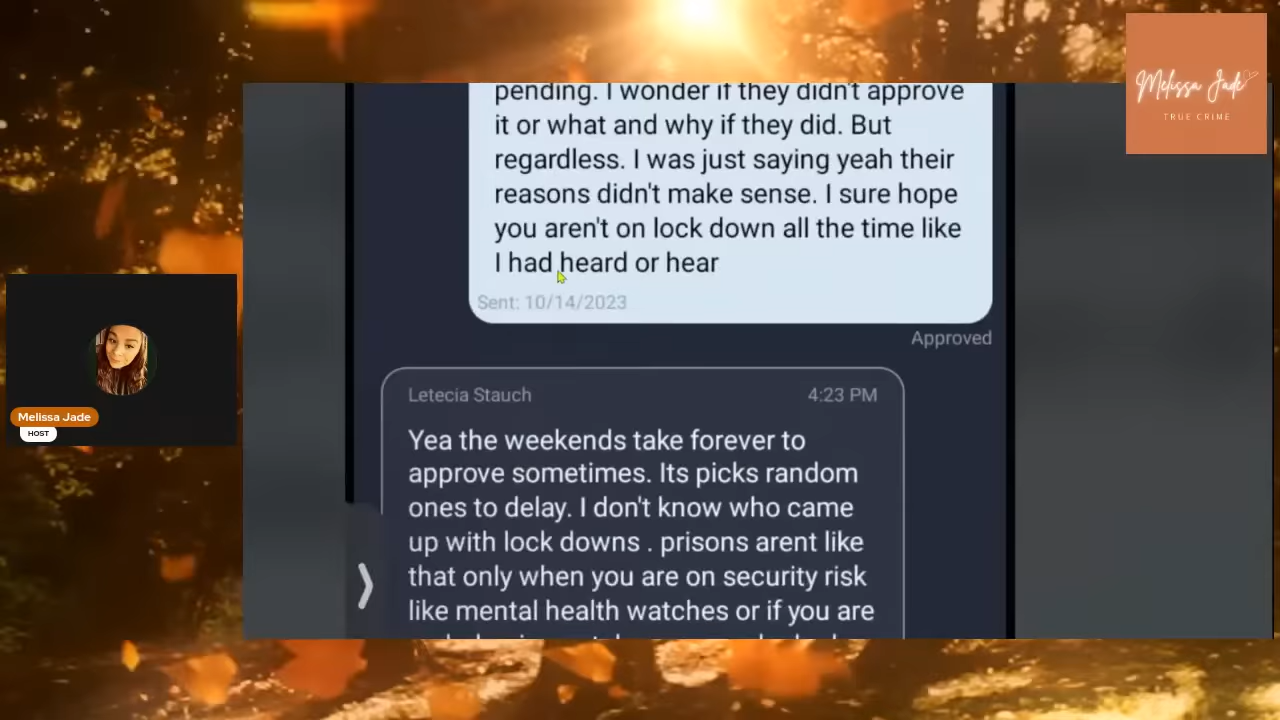 Melissa Jade
TRUE CRIME
pending. I wonder if they didn't approve
it or what and why if they did. But
regardless. I was just saying yeah their
reasons didn't make sense. I sure hope
you aren't on lock down all the time like
I had heard or hear
Sent: 10/14/2023
Approved
Letecia Stauch
4:23 PM
Yea the weekends take forever to
approve sometimes. Its picks random
ones to delay. I don't know who came
up with lock downs . prisons arent like
that only when you are on security risk
like mental health watches or if you are
Melissa Jade
HOST